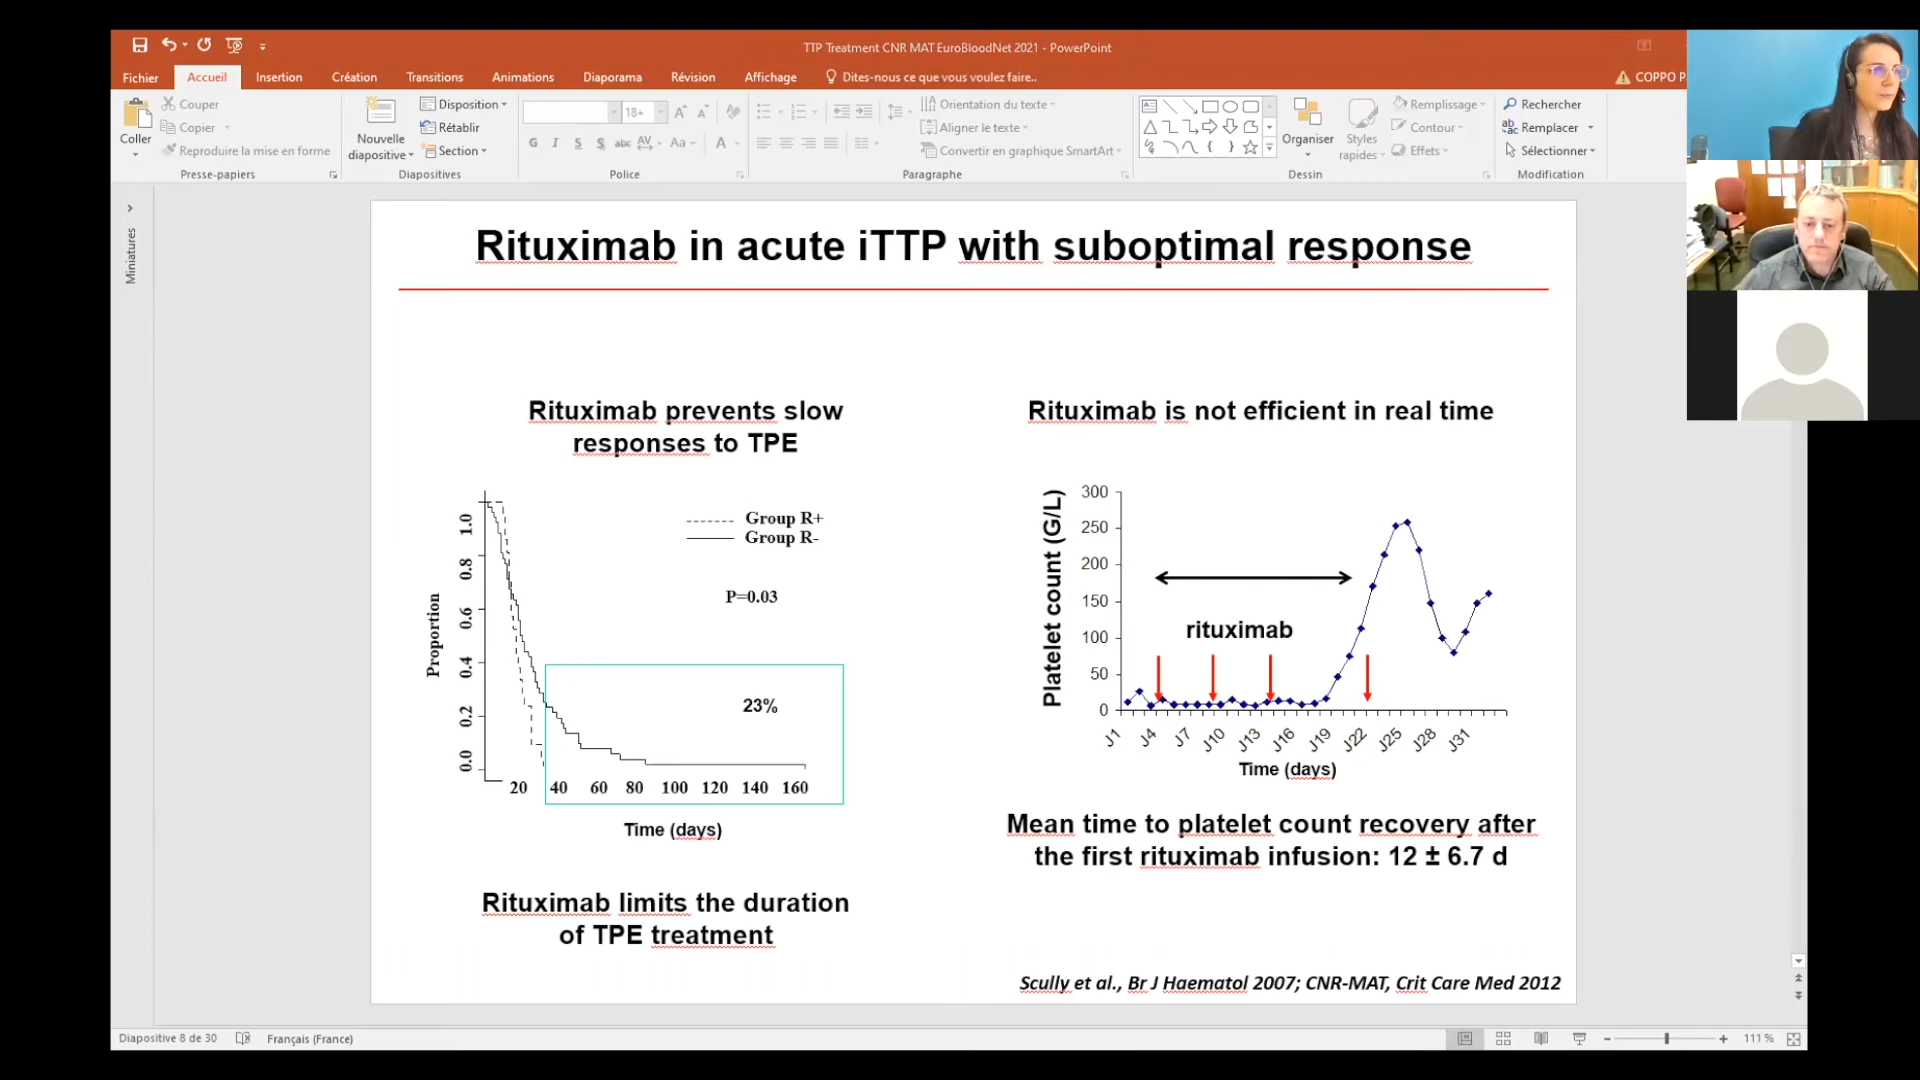 TTP Treatment CNR MAT EuroBloodNet 2021 - PowerPoint
Fichier Accueil Insertion Création Transitions Animations Diaporama Révision Affichage Dites-nous ce que vous voulez faire.. COPPO P
Coller
Couper
Copier
Reproduire la mise en forme
Presse-papiers
Nouvelle
diapositive
Disposition
Rétablir
Section
Diapositives
18+
G I S S abc AV Aa A
Police
Orientation du texte
Aligner le texte
Convertir en graphique SmartArt
Paragraphe
Organiser
Styles
rapides
Remplissage
Contour
Effets
Dessin
Rechercher
Remplacer
Sélectionner
Modification
Miniatures
Rituximab in acute iTTP with suboptimal response
Rituximab prevents slow
responses to TPE
Proportion
1.0
0.8
0.6
0.4
0.2
0.0
Group R+
Group R-
P=0.03
23%
20 40 60 80 100 120 140 160
Time (days)
Rituximab limits the duration
of TPE treatment
Rituximab is not efficient in real time
Platelet count (G/L)
300
250
200
150
100
50
0
rituximab
J1 J4 J7 J10 J13 J16 J19 J22 J25 J28 J31
Time (days)
Mean time to platelet count recovery after
the first rituximab infusion: 12 ± 6.7 d
Scully et al., Br J Haematol 2007; CNR-MAT, Crit Care Med 2012
Diapositive 8 de 30 Français (France) 111 %